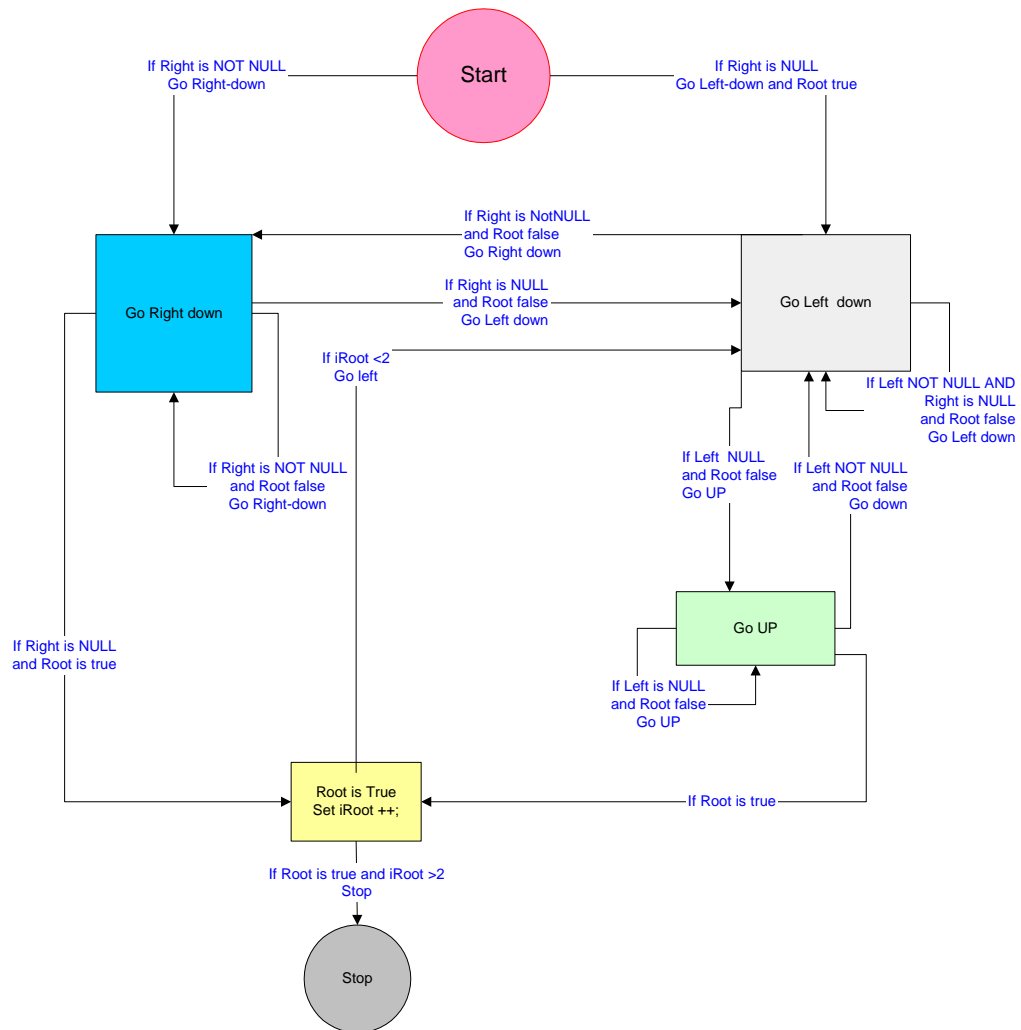 If Right is NOT NULL
Go Right-down
Start
If Right is NULL
Go Left-down and Root true
If Right is NotNULL
and Root false
Go Right down
Go Right down
If Right is NULL
and Root false
Go Left down
Go Left down
If iRoot <2
Go left
If Left NOT NULL AND
Right is NULL
and Root false
Go Left down
If Right is NOT NULL
and Root false
Go Right-down
If Left NULL
and Root false
Go UP
If Left NOT NULL
and Root false
Go down
Go UP
If Right is NULL
and Root is true
If Left is NULL
and Root false
Go UP
Root is True
Set iRoot ++;
If Root is true
If Root is true and iRoot >2
Stop
Stop